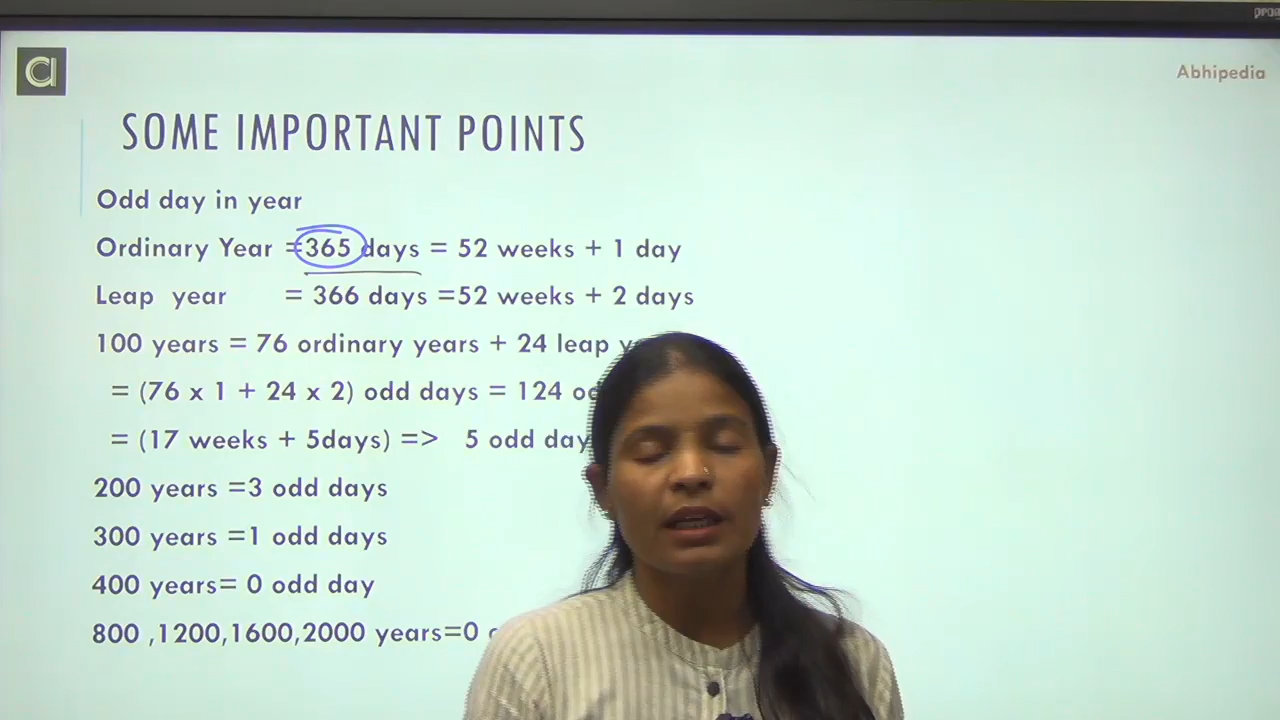 Abhipedia
SOME IMPORTANT POINTS
Odd day in year
Ordinary Year =365 days = 52 weeks + 1 day
Leap year = 366 days =52 weeks + 2 days
100 years = 76 ordinary years + 24 leap
= (76 x 1 + 24 x 2) odd days = 124
= (17 weeks + 5days) => 5 odd
200 years =3 odd days
300 years =1 odd days
400 years= 0 odd day
800 ,1200,1600,2000 years=0